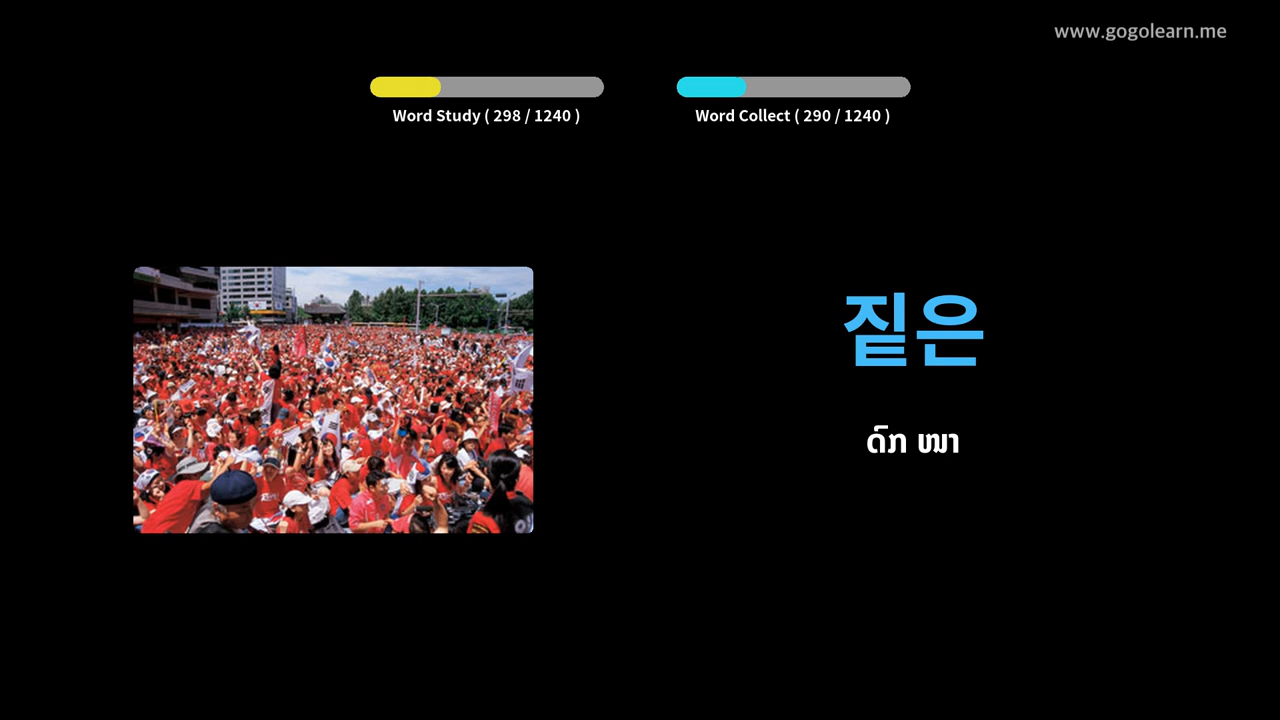 www.gogolearn.me
Word Study ( 298 / 1240 )
Word Collect ( 290 / 1240 )
짙은
ດົກ ໜາ